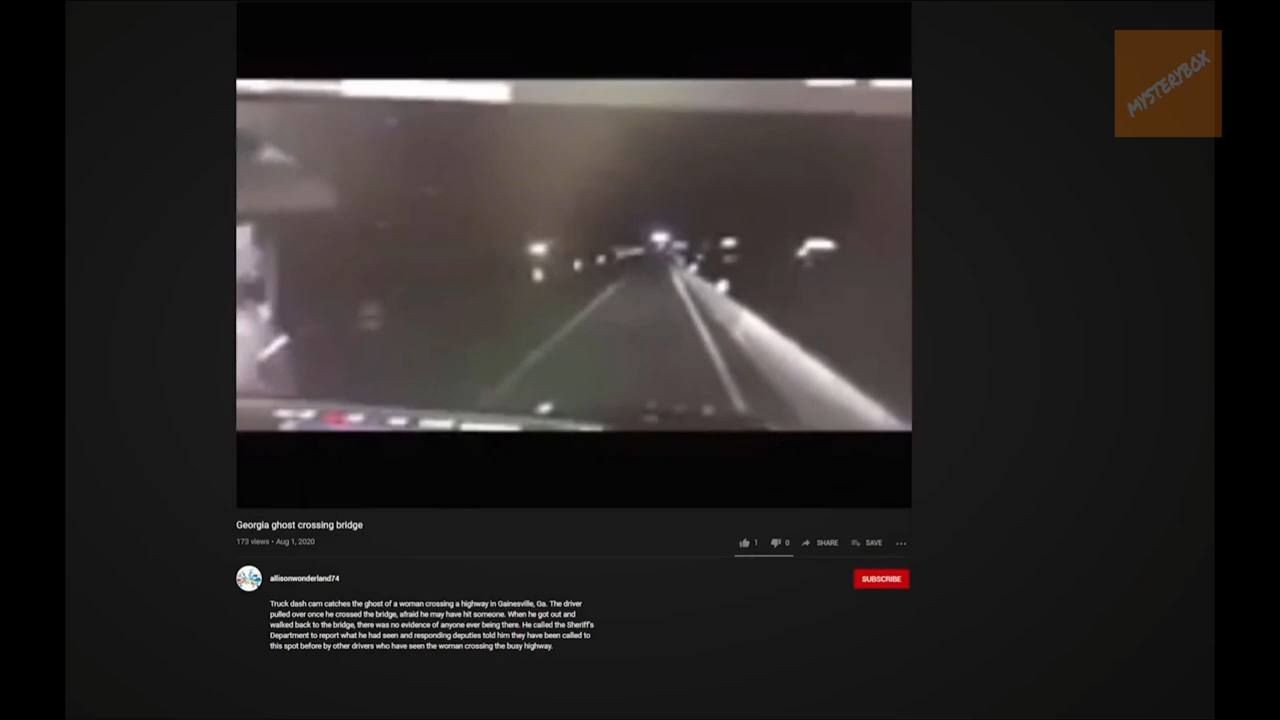 MYSTERYBOX
Georgia ghost crossing bridge
173 views • Aug 1, 2020
1 0 SHARE SAVE ...
allisonwonderland74
SUBSCRIBE
Truck dash cam catches the ghost of a woman crossing a highway in Gainesville, Ga. The driver
pulled over once he crossed the bridge, afraid he may have hit someone. When he got out and
walked back to the bridge, there was no evidence of anyone ever being there. He called the Sheriff's
Department to report what he had seen and responding deputies told him they have been called to
this spot before by other drivers who have seen the woman crossing the busy highway.